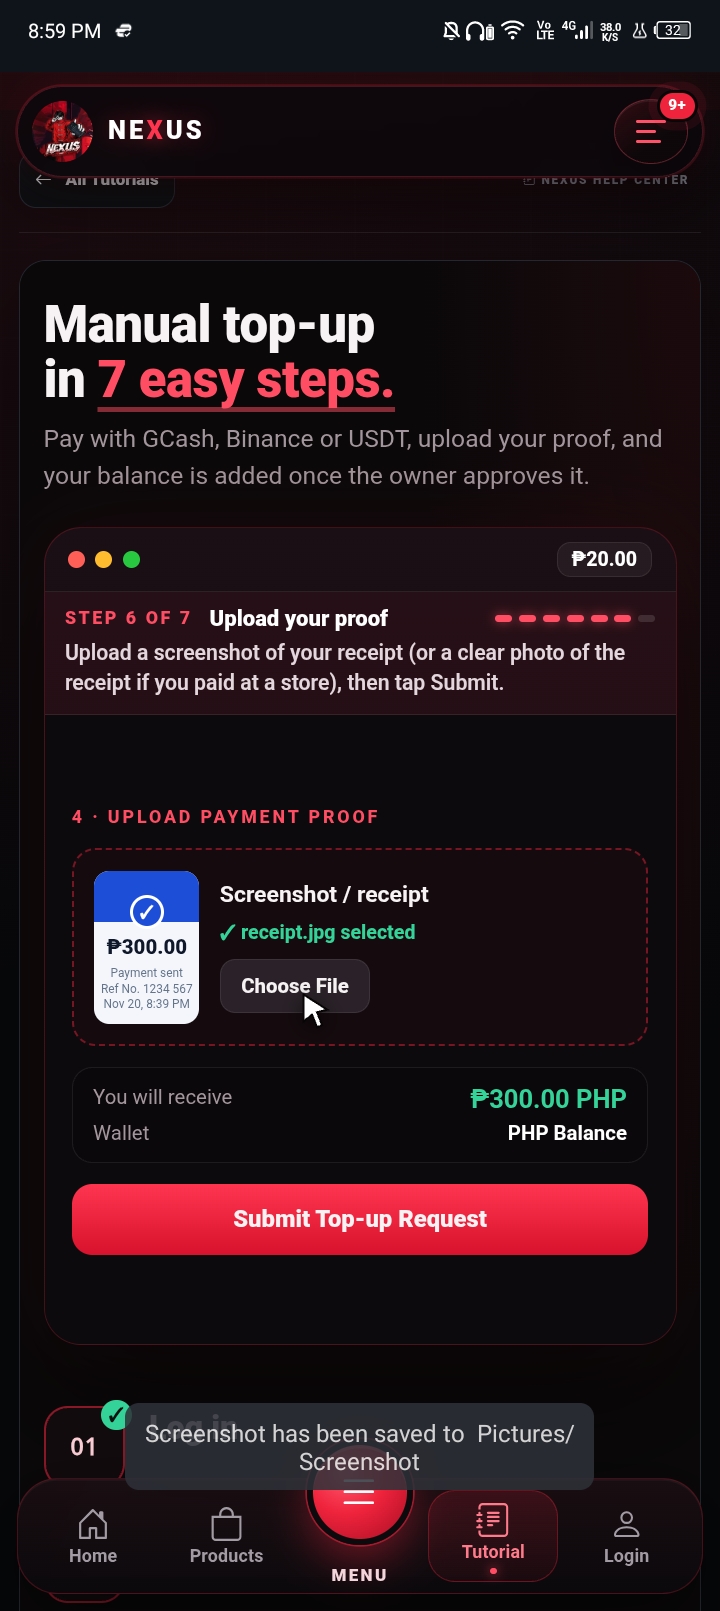 8:59 PM
Vo LTE 4G 38.0 K/S 32
NEXUS
NEXUS
9+
All Tutorials
NEXUS HELP CENTER
Manual top-up
in 7 easy steps.
Pay with GCash, Binance or USDT, upload your proof, and
your balance is added once the owner approves it.
₱20.00
STEP 6 OF 7 Upload your proof
Upload a screenshot of your receipt (or a clear photo of the
receipt if you paid at a store), then tap Submit.
4 · UPLOAD PAYMENT PROOF
₱300.00
Payment sent
Ref No. 1234 567
Nov 20, 8:39 PM
Screenshot / receipt
✓ receipt.jpg selected
Choose File
You will receive ₱300.00 PHP
Wallet PHP Balance
Submit Top-up Request
01
Log in
Screenshot has been saved to Pictures/
Screenshot
Home
Products
MENU
Tutorial
Login